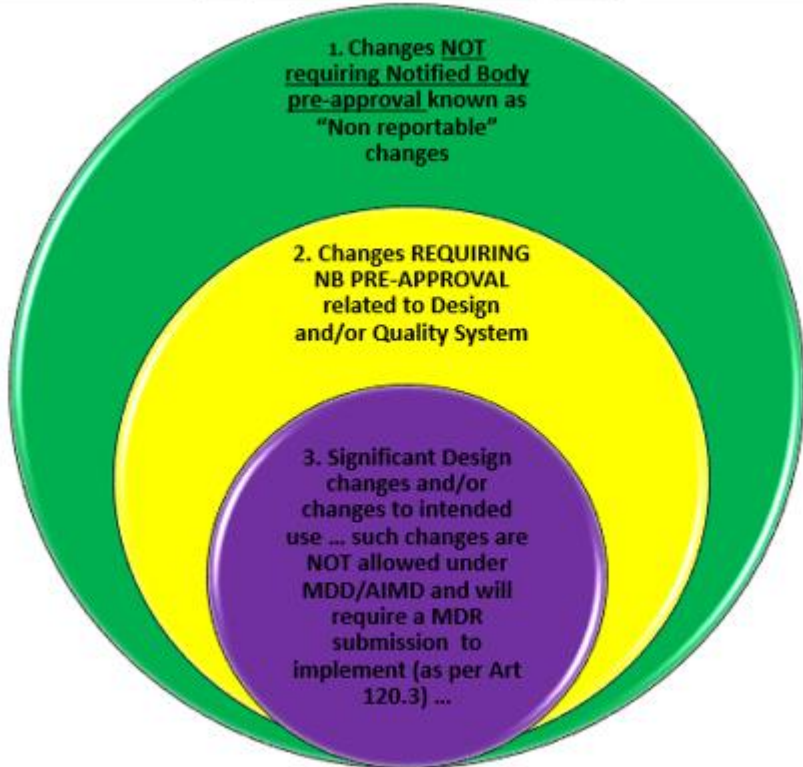 1. Changes NOT
requiring Notified Body
pre-approval known as
“Non reportable”
changes
2. Changes REQUIRING
NB PRE-APPROVAL
related to Design
and/or Quality System
3. Significant Design
changes and/or
changes to intended
use … such changes are
NOT allowed under
MDD/AIMD and will
require a MDR
submission to
implement (as per Art
120.3) …